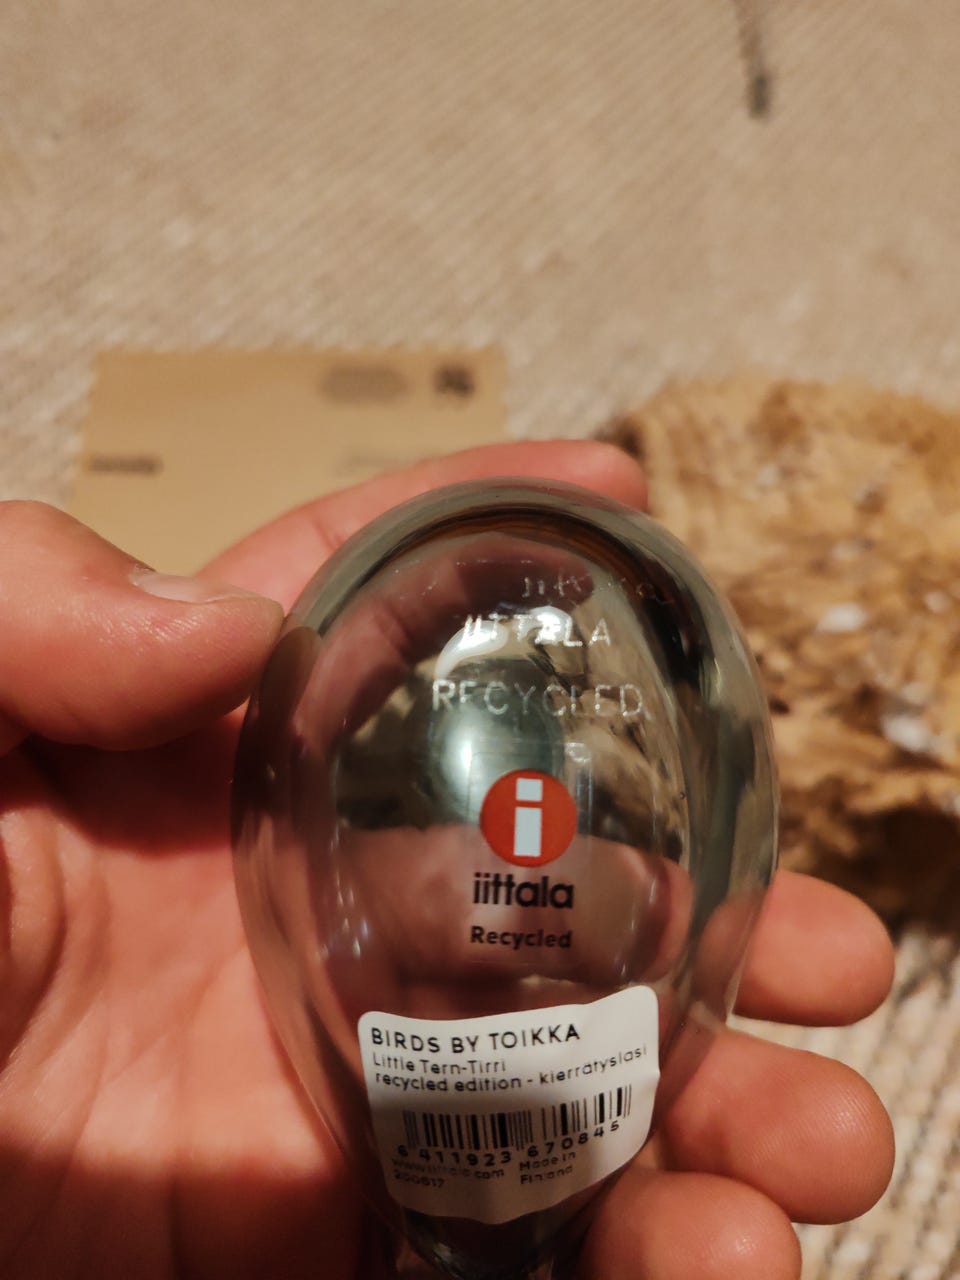 IITTALA
RECYCLED
i
iittala
Recycled
BIRDS BY TOIKKA
Little Tern-Tirri
recycled edition - kierrätyslasi
6 411923 670845
www.iittala.com Made in
Finland